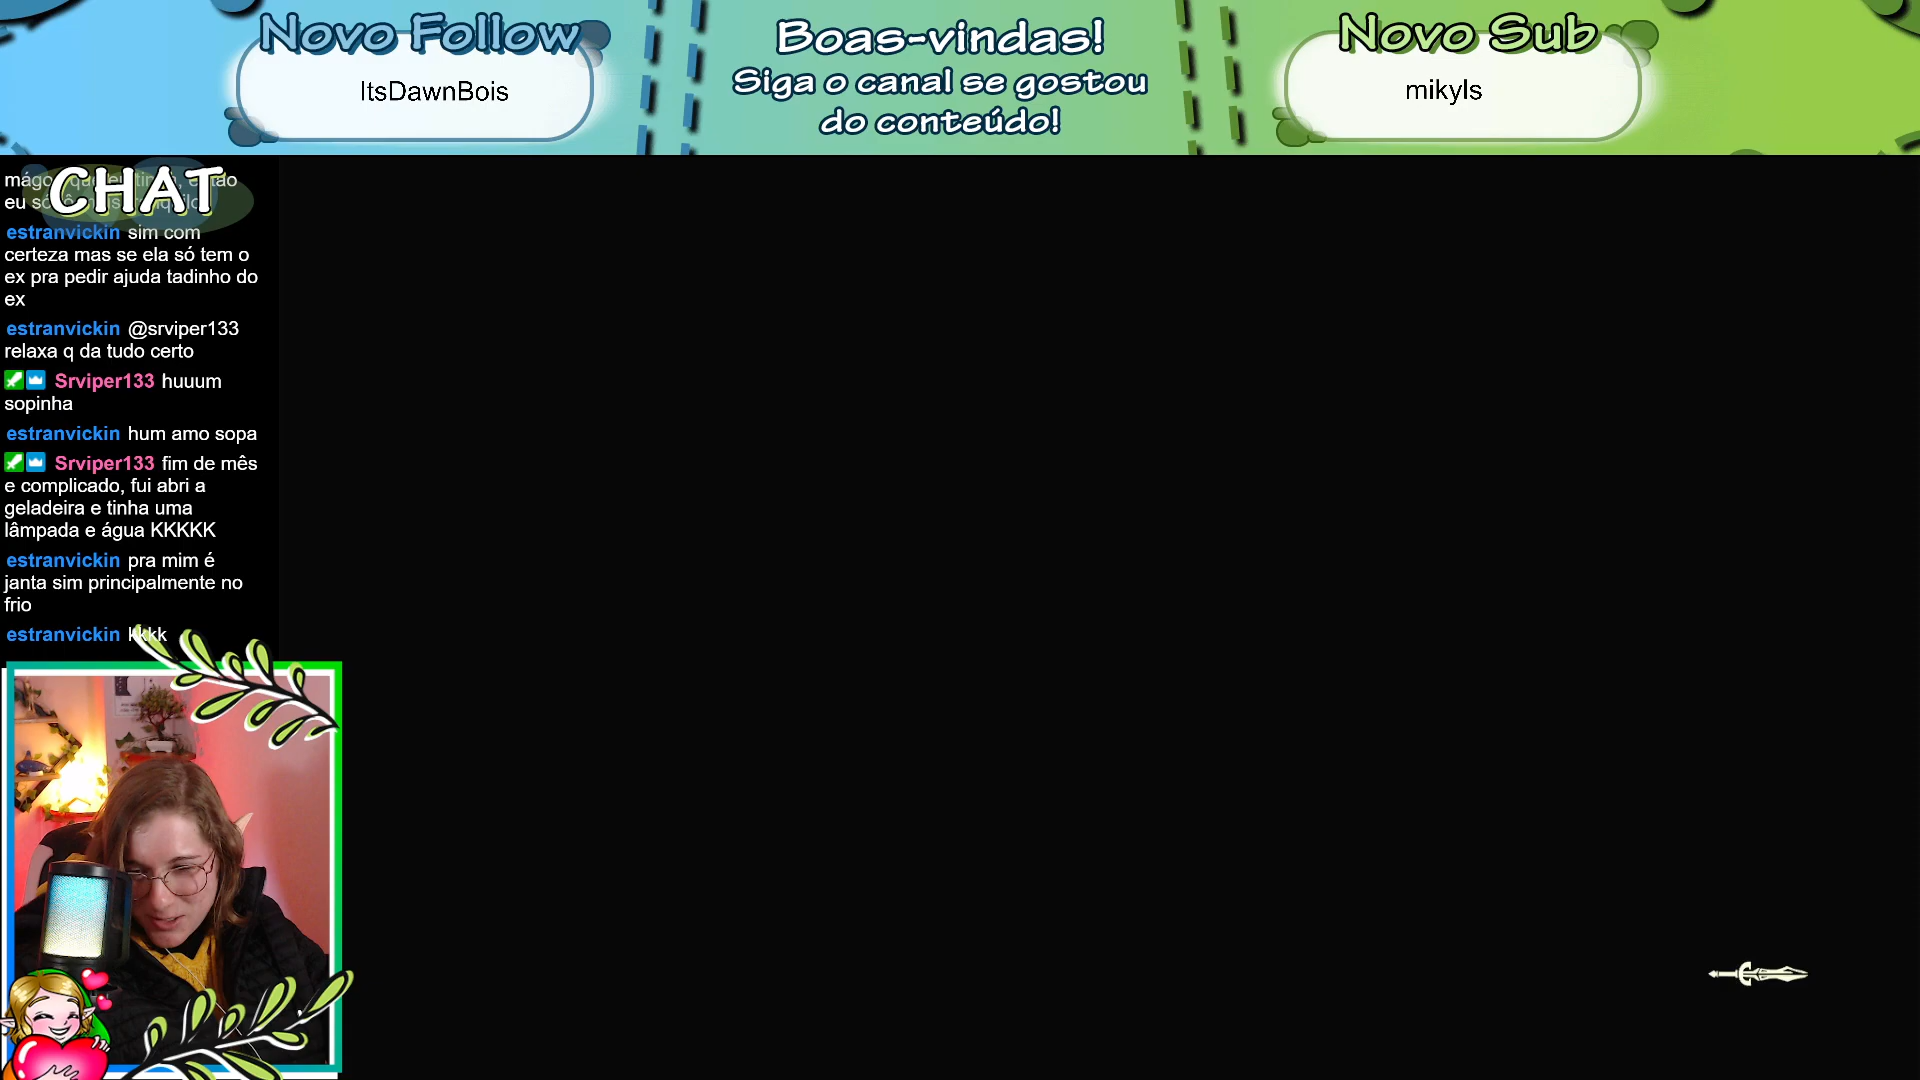 Novo Follow
ItsDawnBois
Boas-vindas!
Siga o canal se gostou
do conteúdo!
Novo Sub
mikyls
CHAT
eu só
estranvickin sim com
certeza mas se ela só tem o
ex pra pedir ajuda tadinho do
ex
estranvickin @srviper133
relaxa q da tudo certo
Srviper133 huuum
sopinha
estranvickin hum amo sopa
Srviper133 fim de mês
e complicado, fui abri a
geladeira e tinha uma
lâmpada e água KKKKK
estranvickin pra mim é
janta sim principalmente no
frio
estranvickin kkkk